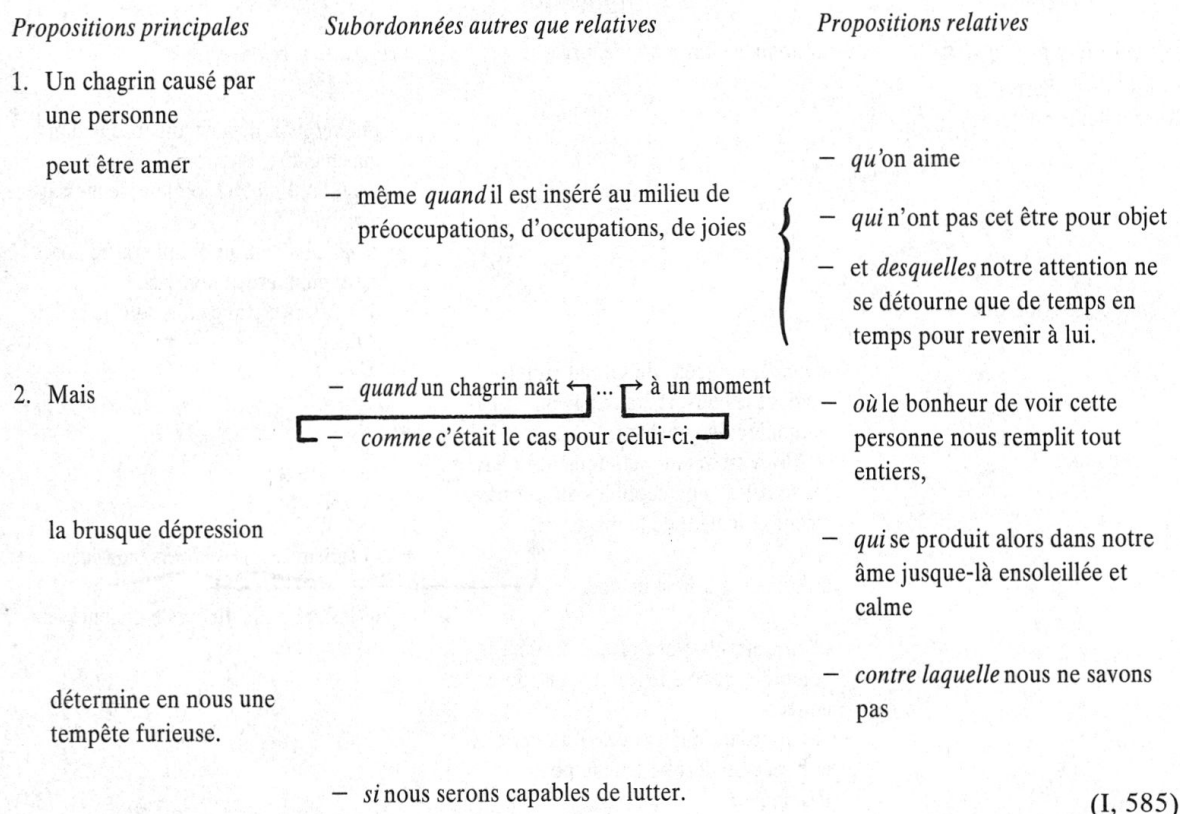 Propositions principales
Subordonnées autres que relatives
Propositions relatives
1. Un chagrin causé par
une personne
peut être amer
– qu'on aime
– même quand il est inséré au milieu de
préoccupations, d'occupations, de joies
– qui n'ont pas cet être pour objet
– et desquelles notre attention ne
se détourne que de temps en
temps pour revenir à lui.
2. Mais
– quand un chagrin naît ← ... → à un moment
– comme c'était le cas pour celui-ci.
– où le bonheur de voir cette
personne nous remplit tout
entiers,
la brusque dépression
– qui se produit alors dans notre
âme jusque-là ensoleillée et
calme
détermine en nous une
tempête furieuse.
– contre laquelle nous ne savons
pas
– si nous serons capables de lutter.
(I, 585)